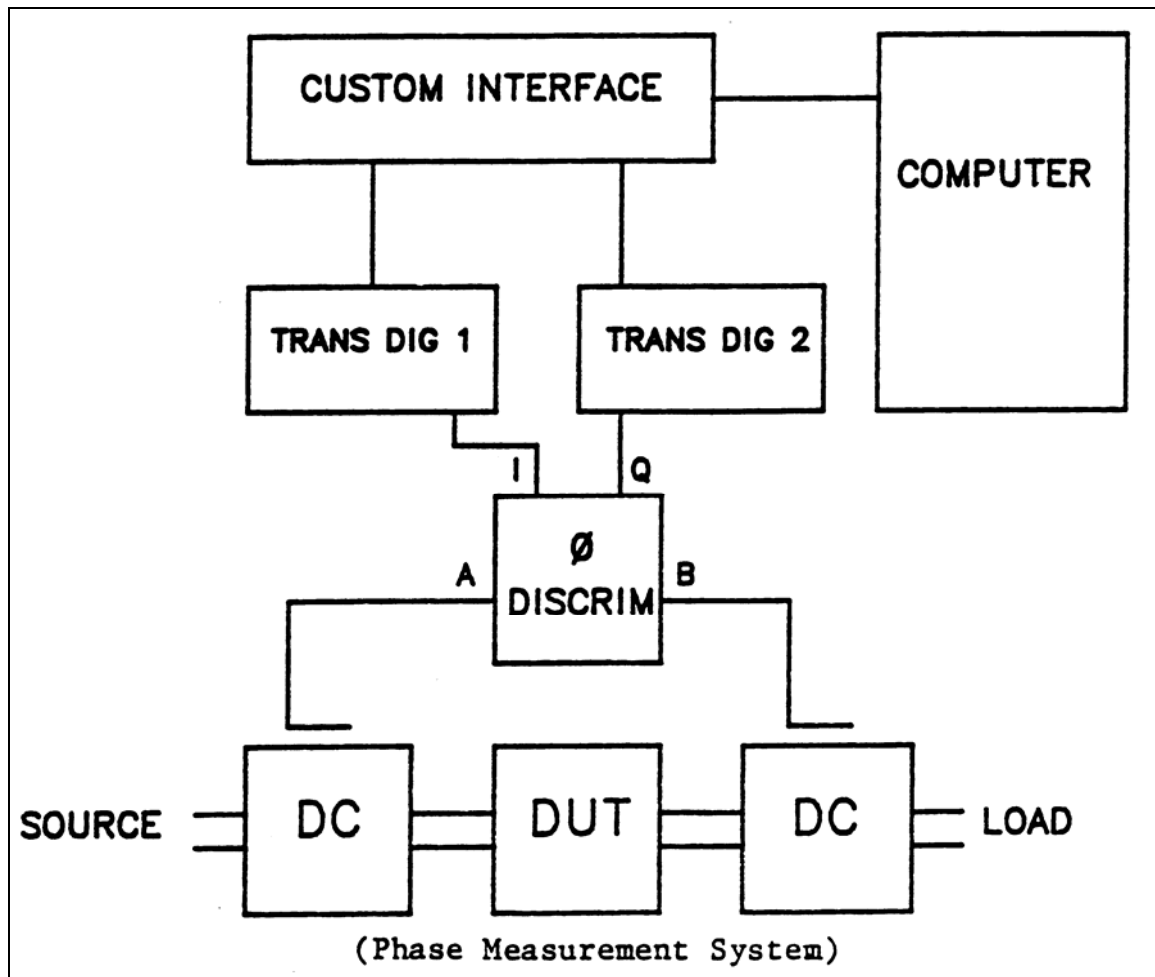 CUSTOM INTERFACE
COMPUTER
TRANS DIG 1
TRANS DIG 2
I
Q
Ø
DISCRIM
A
B
SOURCE
DC
DUT
DC
LOAD
(Phase Measurement System)